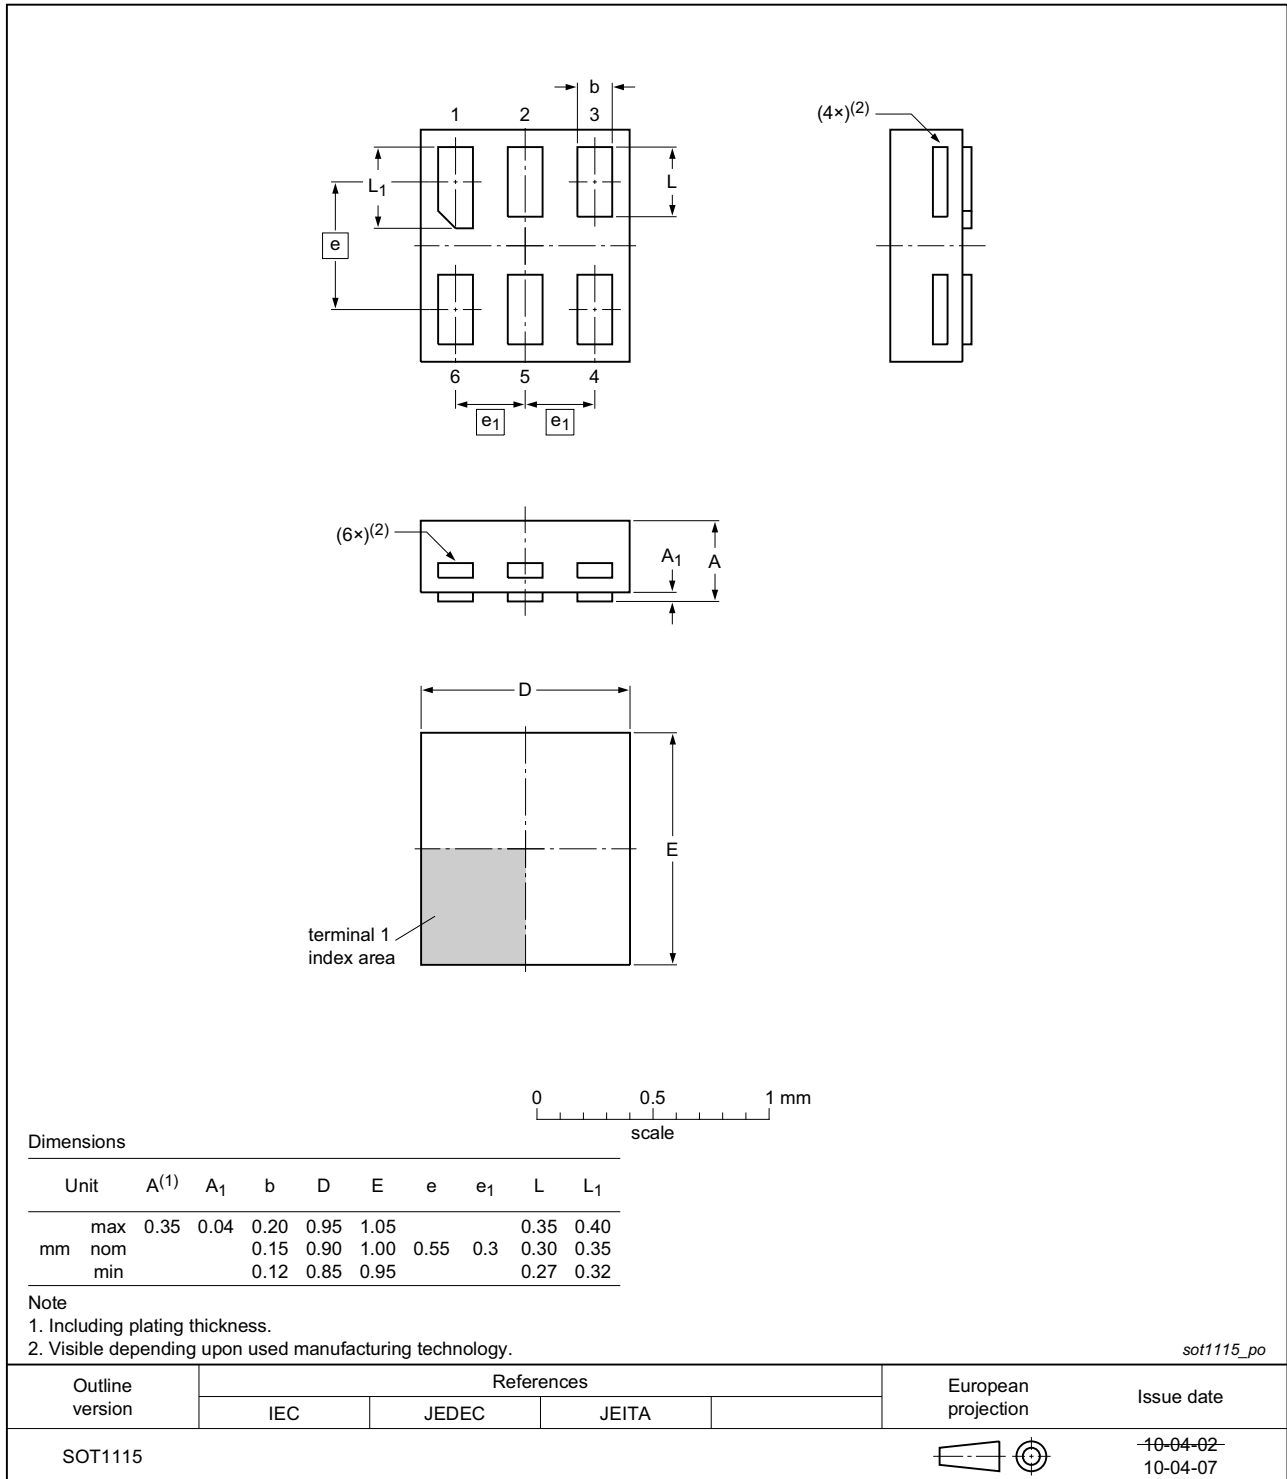 b
1 2 3
(4×)(2)
L1
L
e
6 5 4
e1 e1
(6×)(2)
A1 A
D
E
terminal 1
index area
0 0.5 1 mm
scale
Dimensions
Unit A(1) A1 b D E e e1 L L1
max 0.35 0.04 0.20 0.95 1.05 0.35 0.40
mm nom 0.15 0.90 1.00 0.55 0.3 0.30 0.35
min 0.12 0.85 0.95 0.27 0.32
Note
1. Including plating thickness.
2. Visible depending upon used manufacturing technology.
sot1115_po
Outline
version
References
IEC JEDEC JEITA
European
projection
Issue date
SOT1115
10-04-02
10-04-07